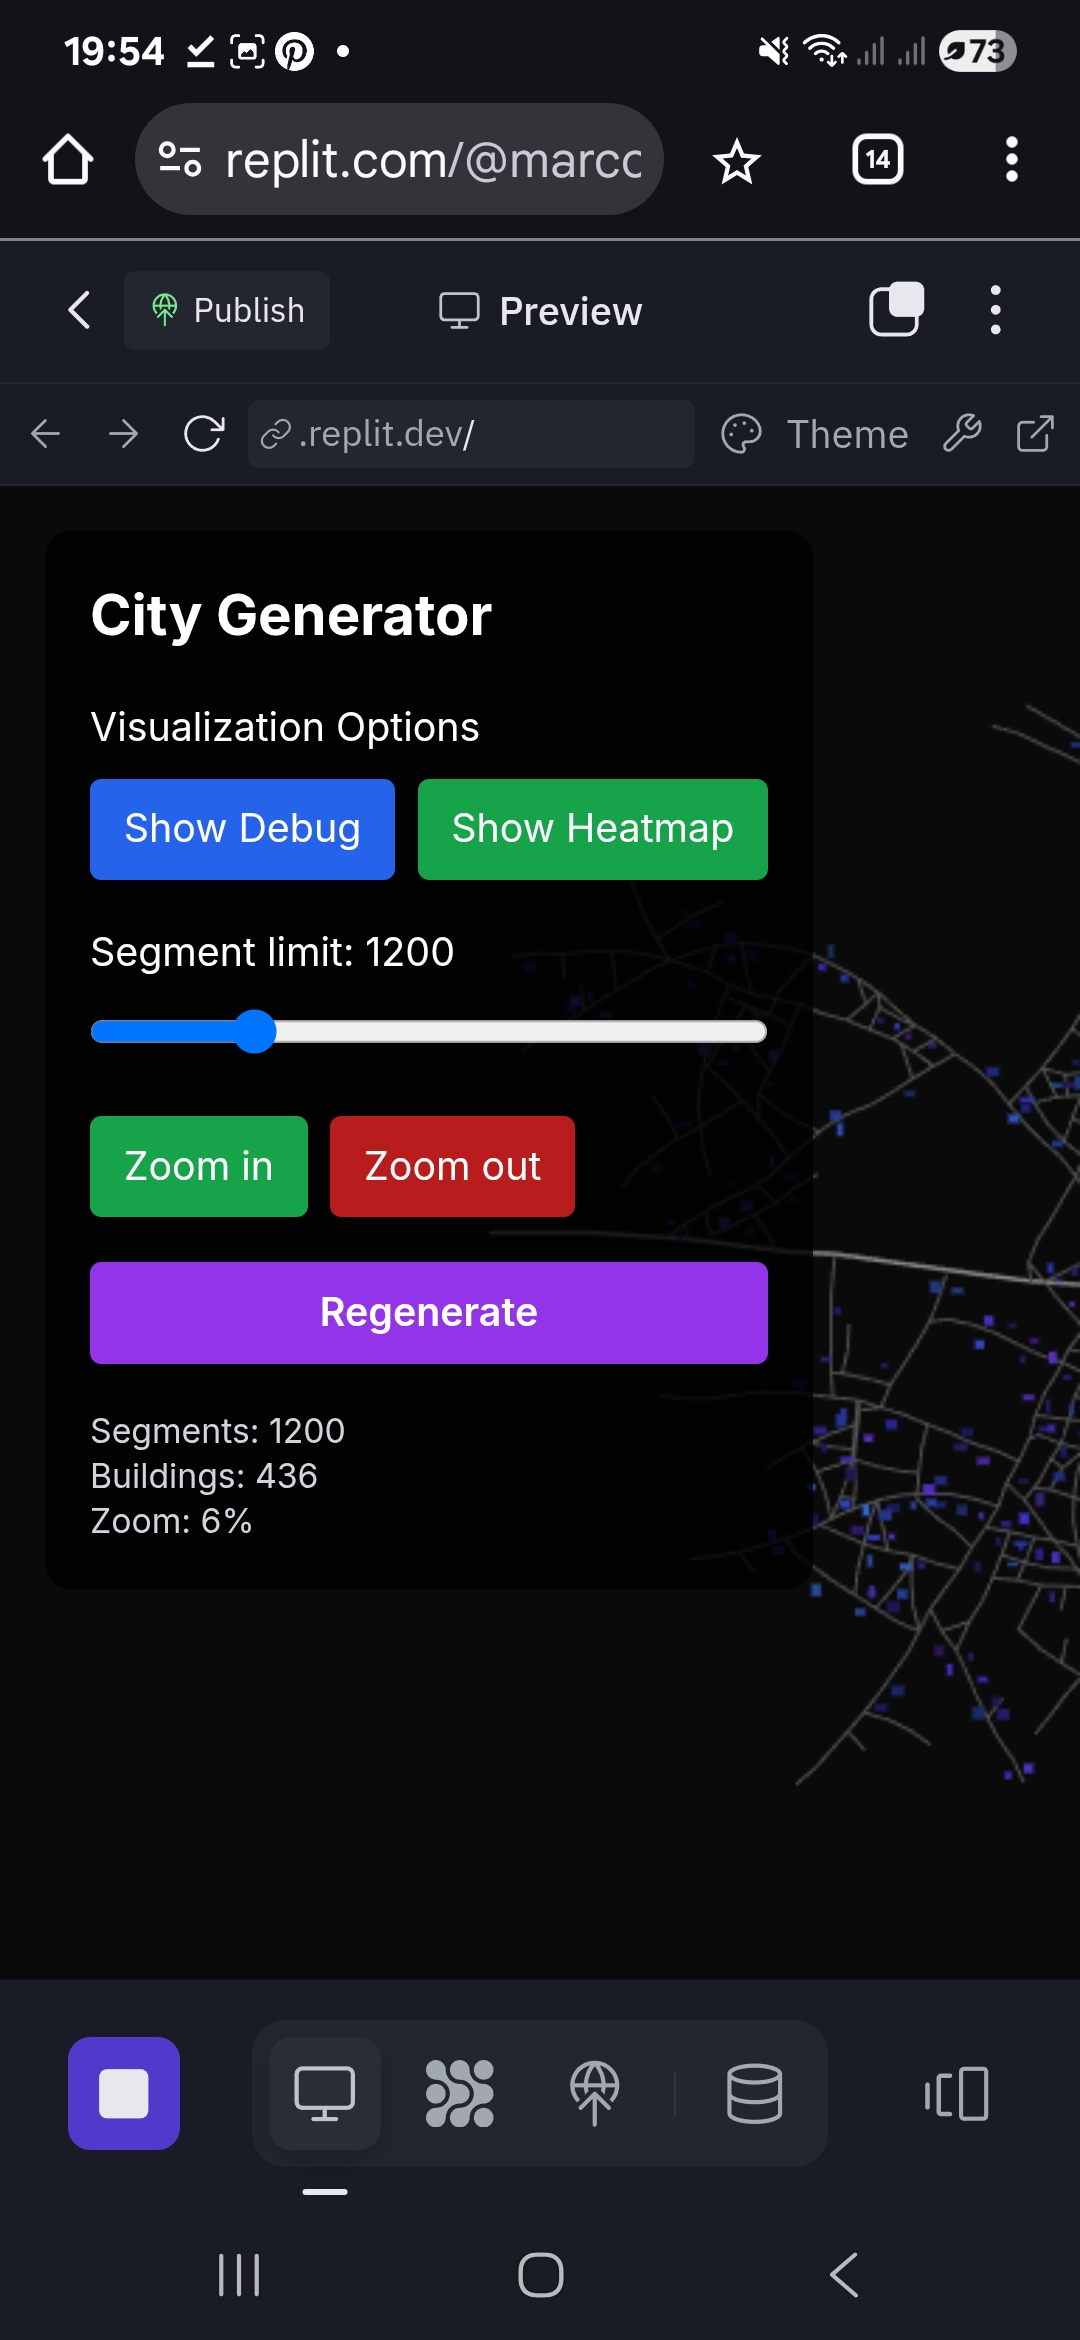 19:54
73
replit.com/@marco
14
Publish
Preview
.replit.dev/
Theme
City Generator
Visualization Options
Show Debug
Show Heatmap
Segment limit: 1200
Zoom in
Zoom out
Regenerate
Segments: 1200
Buildings: 436
Zoom: 6%